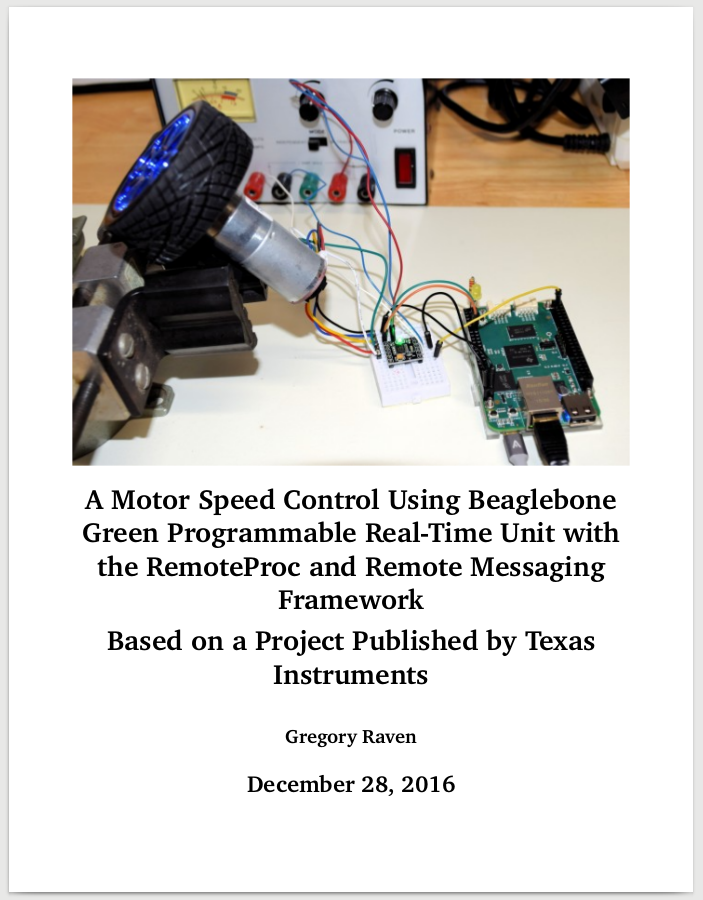 POWER
A Motor Speed Control Using Beaglebone
Green Programmable Real-Time Unit with
the RemoteProc and Remote Messaging
Framework
Based on a Project Published by Texas
Instruments
Gregory Raven
December 28, 2016